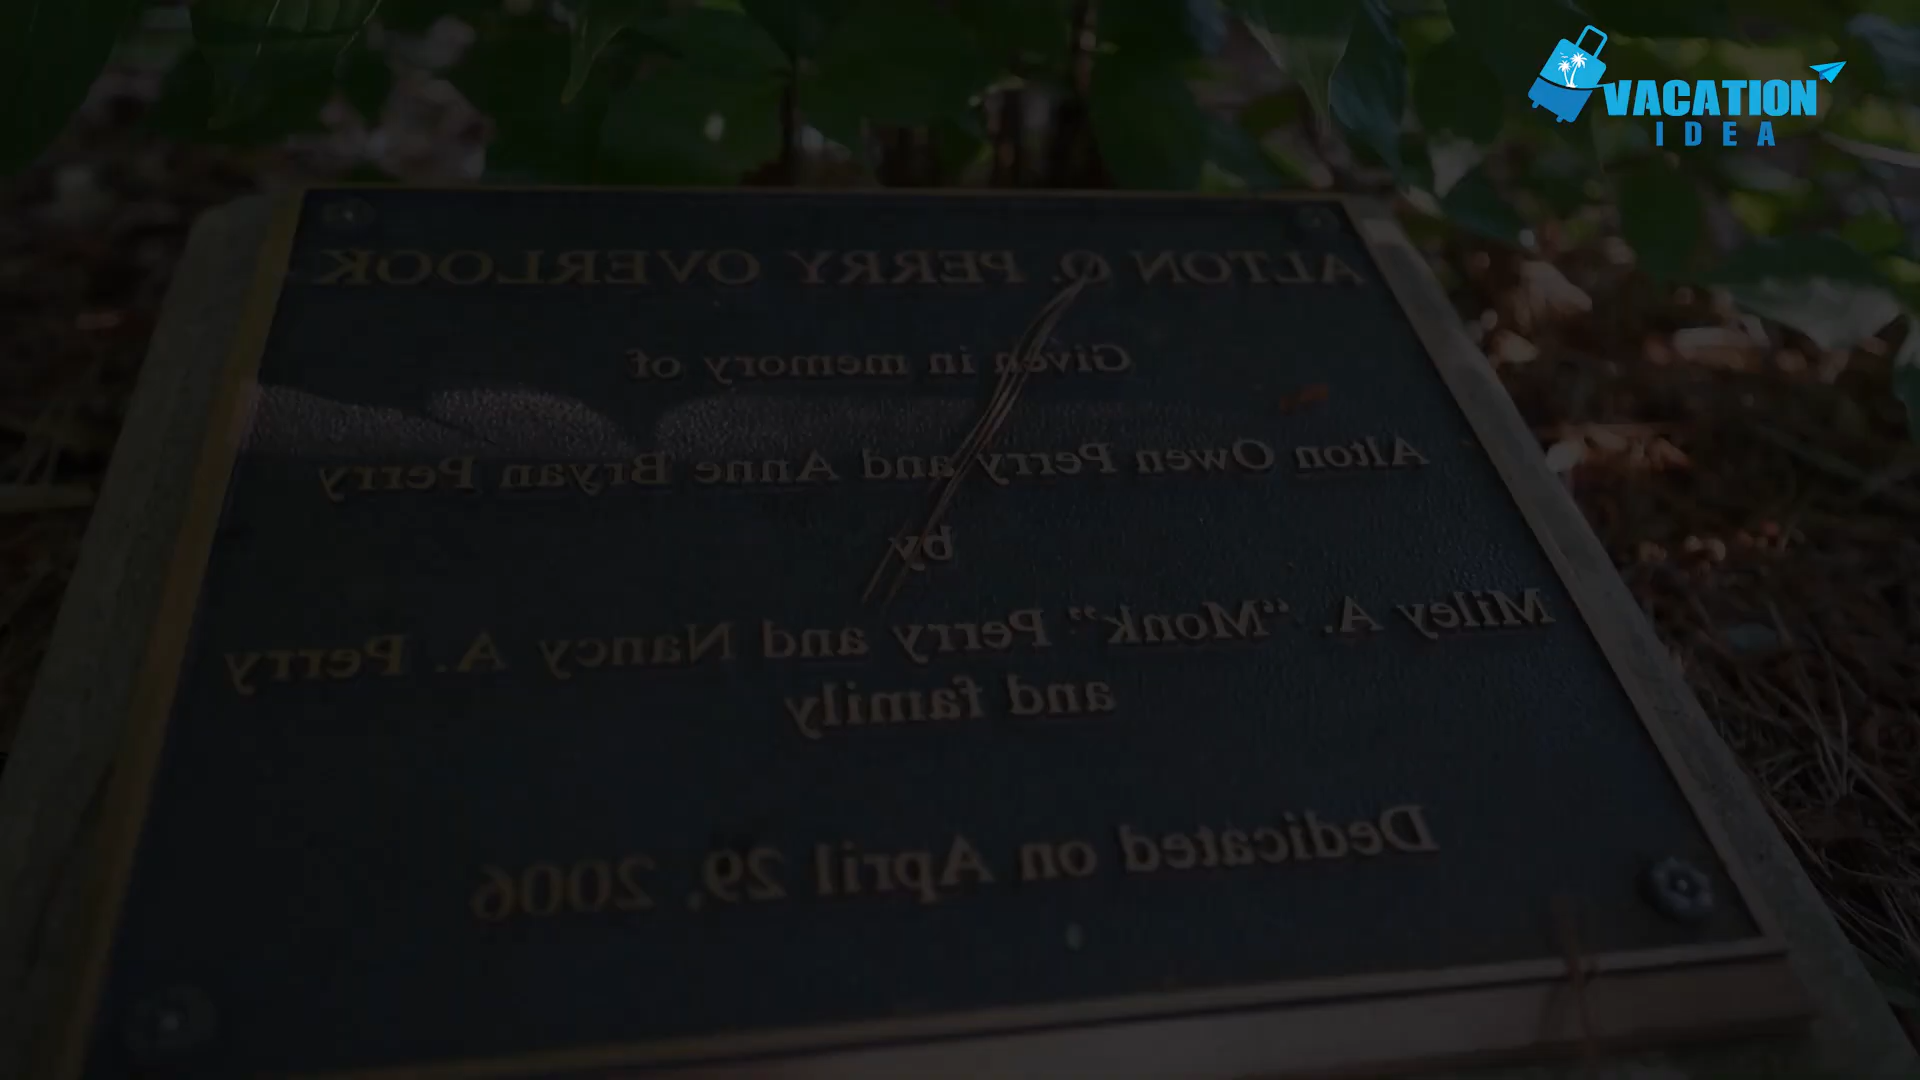 VACATION
IDEA
ALTON O. PERRY OVERLOOK
Given in memory of
Alton Owen Perry and Anne Bryan Perry
by
Miley A. “Monk” Perry and Nancy A. Perry
and family
Dedicated on April 29, 2006